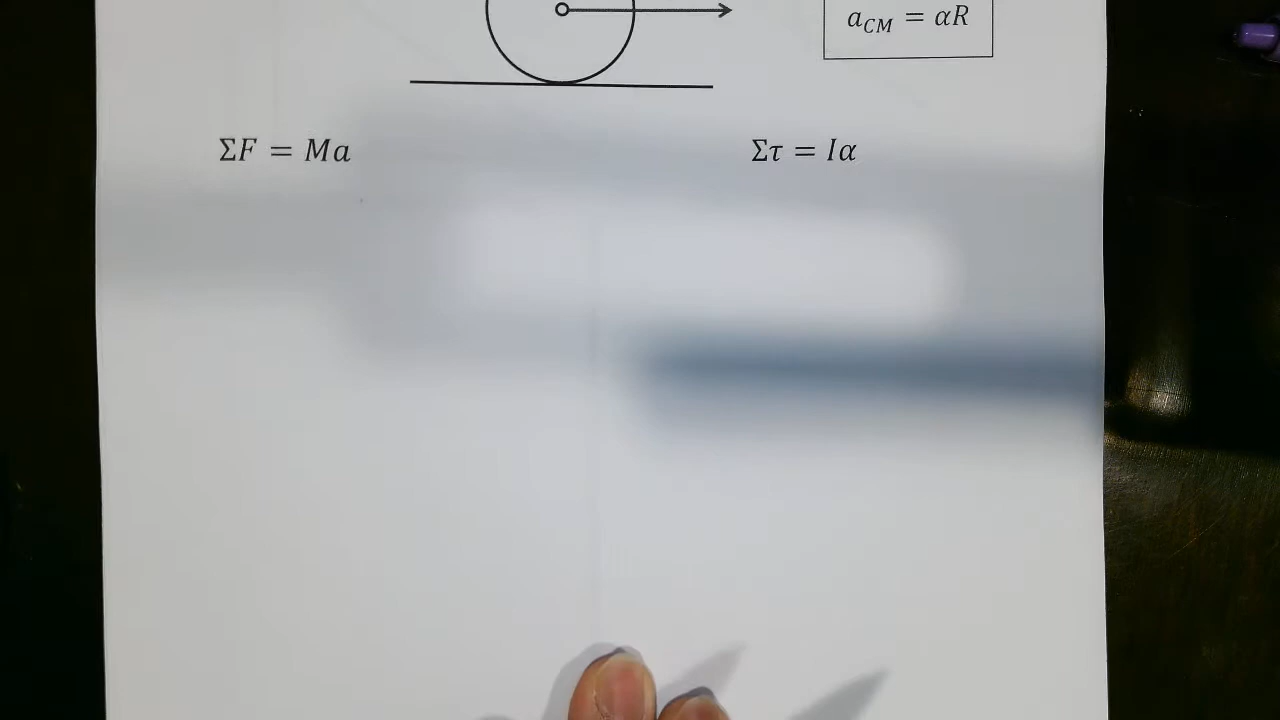 a_CM = αR
ΣF = Ma
Στ = Iα